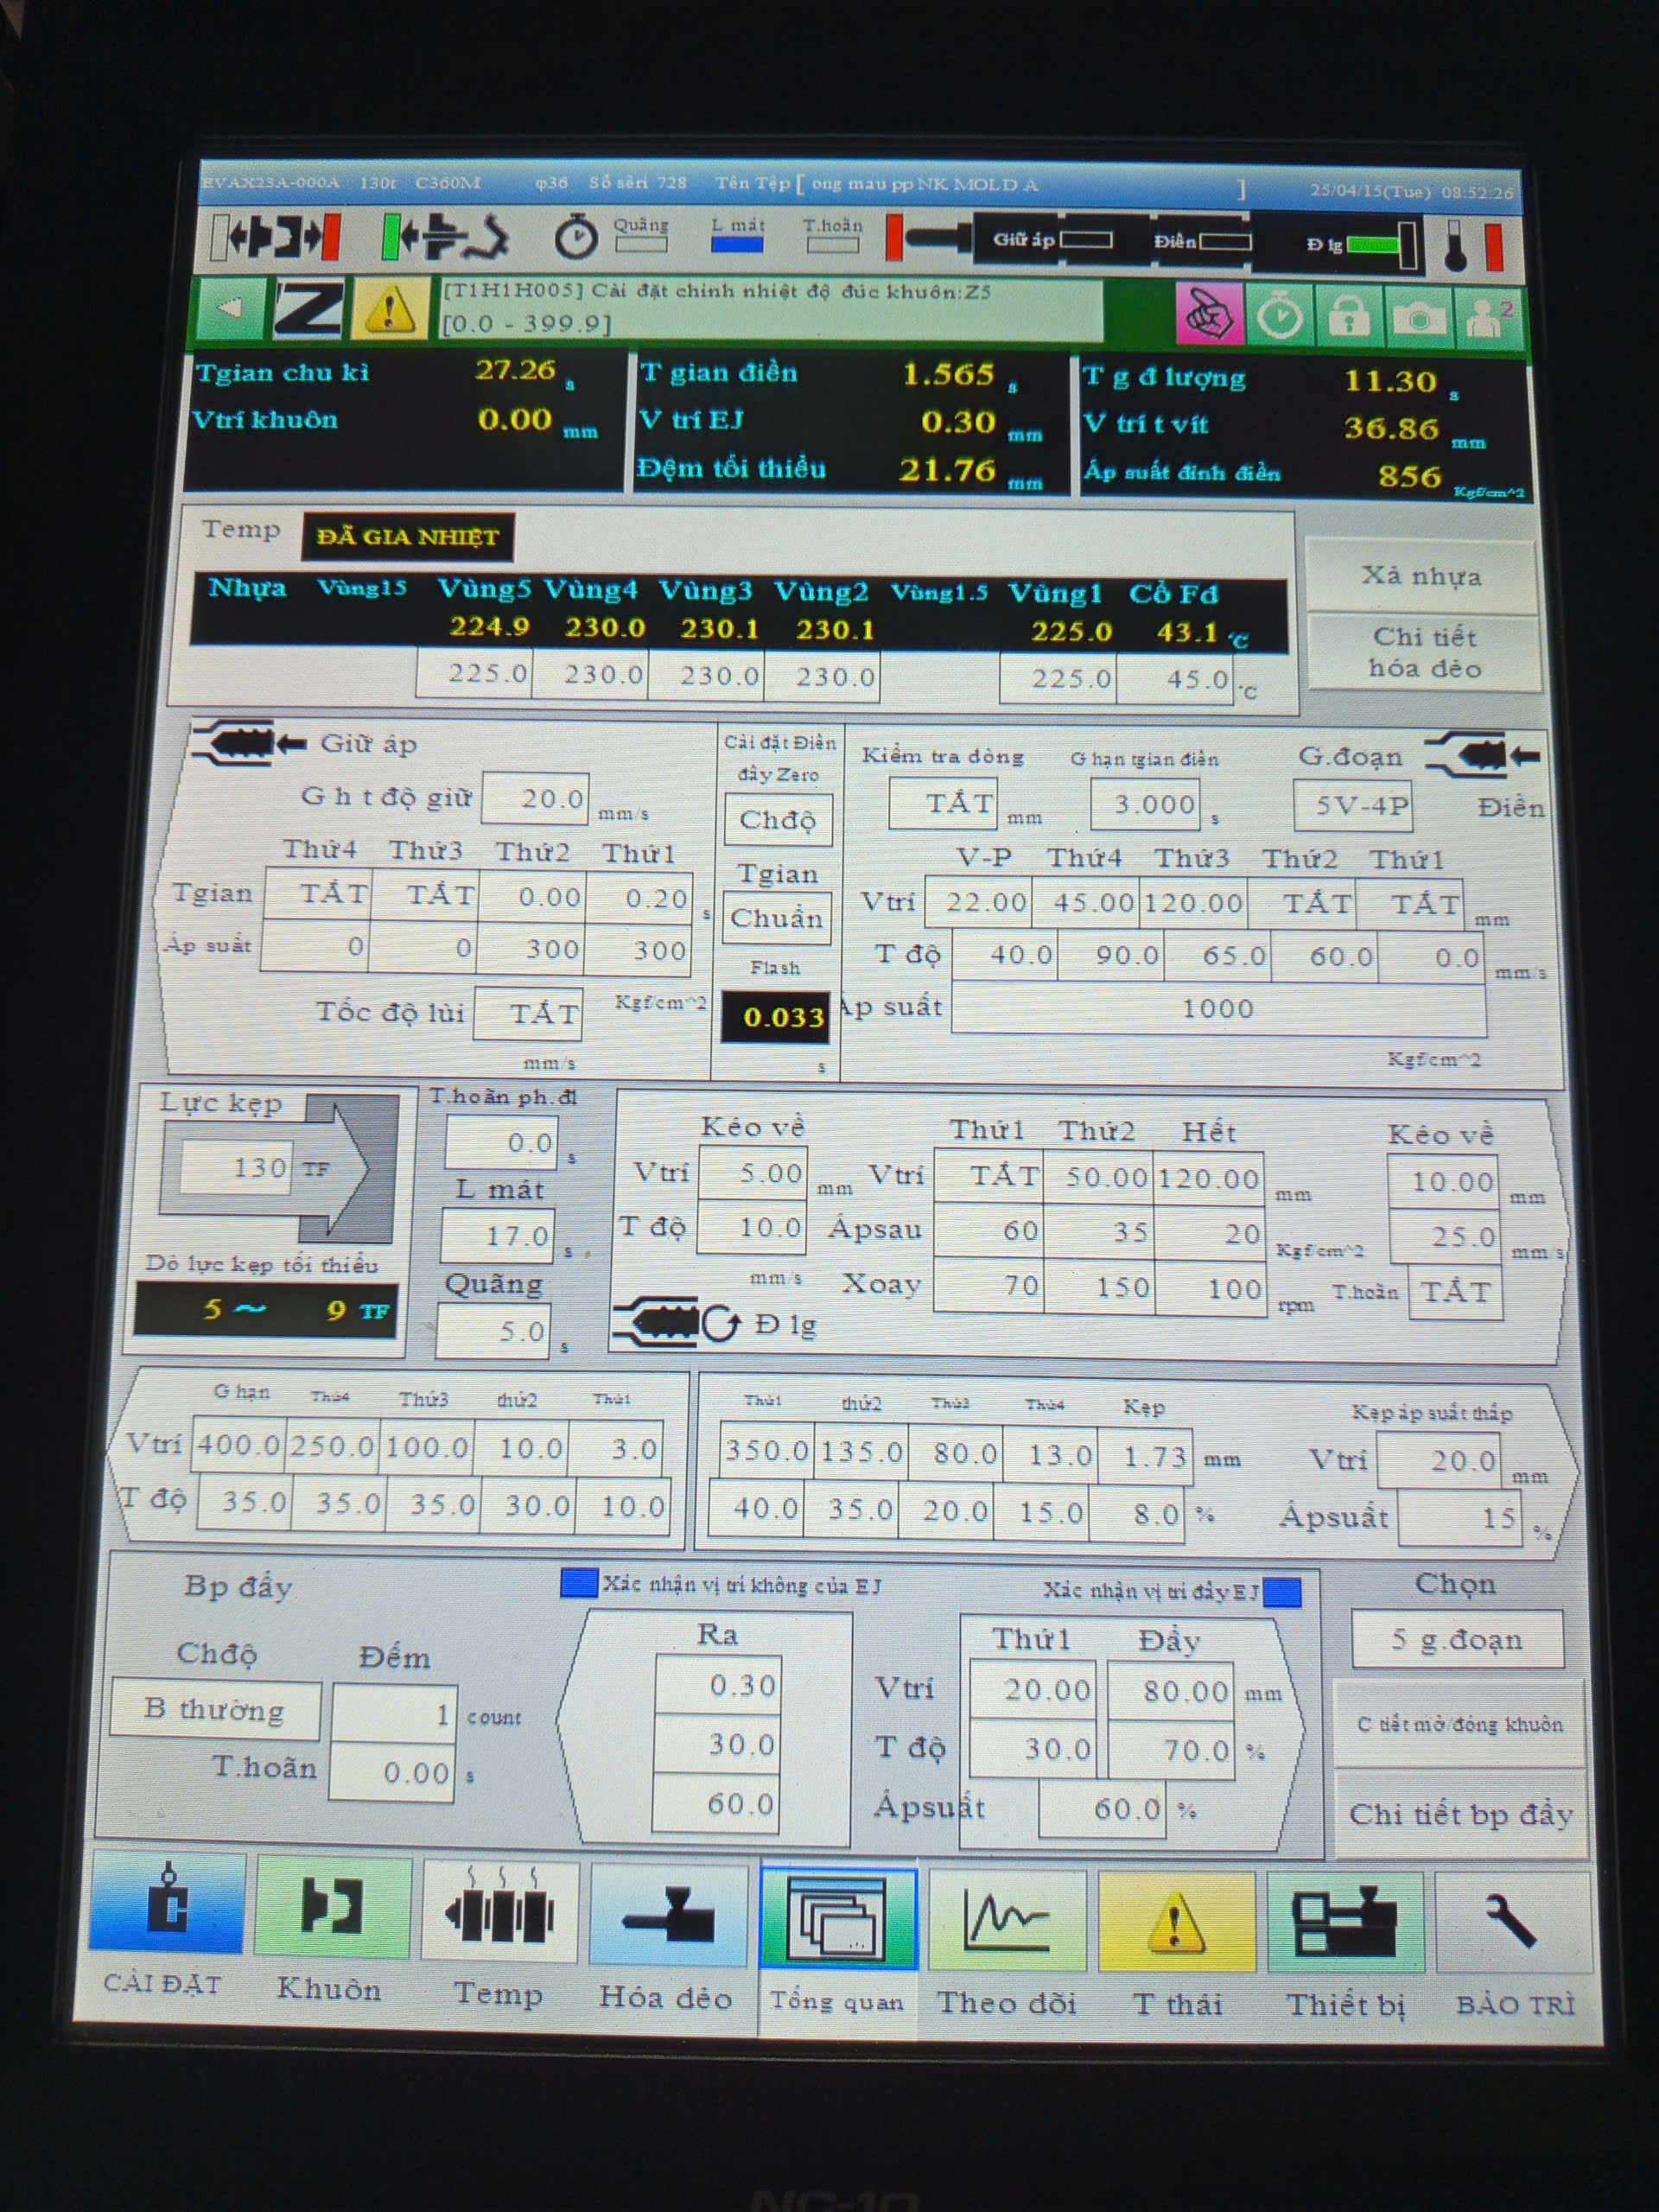 EVAX25A-000A 130t C360M φ36 Số sêri 728 Tên Tệp [ ong mau pp NK MOLD A ] 25/04/15(Tue) 08:52:26
Quãng L mát T.hoãn Giữ áp Điền Đ lg
[T1H1H005] Cài đặt chính nhiệt độ đúc khuôn:Z5
[0.0 - 399.9]
2
Tgian chu kì 27.26 s T gian điền 1.565 s T g đ lượng 11.30 s
Vtrí khuôn 0.00 mm V trí EJ 0.30 mm V trí t vít 36.86 mm
Đệm tối thiểu 21.76 mm Áp suất đỉnh điền 856 Kgf/cm^2
Temp ĐÃ GIA NHIỆT
Xả nhựa
Nhựa Vùng15 Vùng5 Vùng4 Vùng3 Vùng2 Vùng1.5 Vùng1 Cổ Fd
224.9 230.0 230.1 230.1 225.0 43.1 °C
225.0 230.0 230.0 230.0 225.0 45.0 °C
Chi tiết
hóa dẻo
Giữ áp
G h t độ giữ 20.0 mm/s
Thứ4 Thứ3 Thứ2 Thứ1
Tgian TẮT TẮT 0.00 0.20 s
Áp suất 0 0 300 300
Tốc độ lùi TẮT Kgf/cm^2
mm/s
Cài đặt Điền
đầy Zero
Chđộ
Tgian
Chuẩn
Flash
0.033
s
Kiểm tra dòng G hạn tgian điền G.đoạn
TẮT mm 3.000 s 5V-4P Điền
V-P Thứ4 Thứ3 Thứ2 Thứ1
Vtrí 22.00 45.00 120.00 TẮT TẮT mm
T độ 40.0 90.0 65.0 60.0 0.0 mm/s
Áp suất 1000
Kgf/cm^2
Lực kẹp
130 TF
Dò lực kẹp tối thiểu
5 ~ 9 TF
T.hoãn ph.đl
0.0 s
L mát
17.0 s
Quãng
5.0 s
Kéo về
Vtrí 5.00 mm
T độ 10.0
mm/s
Đ lg
Thứ1 Thứ2 Hết
Vtrí TẮT 50.00 120.00 mm
Ápsau 60 35 20 Kgf/cm^2
Xoay 70 150 100 rpm
Kéo về
10.00 mm
25.0 mm/s
T.hoãn TẮT
G hạn Thứ4 Thứ3 thứ2 Thứ1
Vtrí 400.0 250.0 100.0 10.0 3.0
T độ 35.0 35.0 35.0 30.0 10.0
Thứ1 thứ2 Thứ3 Thứ4 Kẹp
350.0 135.0 80.0 13.0 1.73 mm
40.0 35.0 20.0 15.0 8.0 %
Kẹp áp suất thấp
Vtrí 20.0 mm
Ápsuất 15 %
Bp đẩy
Chđộ Đếm
B thường 1 count
T.hoãn 0.00 s
Xác nhận vị trí không của EJ
Ra
0.30
30.0
60.0
Xác nhận vị trí đẩy EJ
Thứ1 Đẩy
Vtrí 20.00 80.00 mm
T độ 30.0 70.0 %
Ápsuất 60.0 %
Chọn
5 g.đoạn
C tiết mở/đóng khuôn
Chi tiết bp đẩy
CÀI ĐẶT Khuôn Temp Hóa dẻo Tổng quan Theo dõi T thái Thiết bị BẢO TRÌ